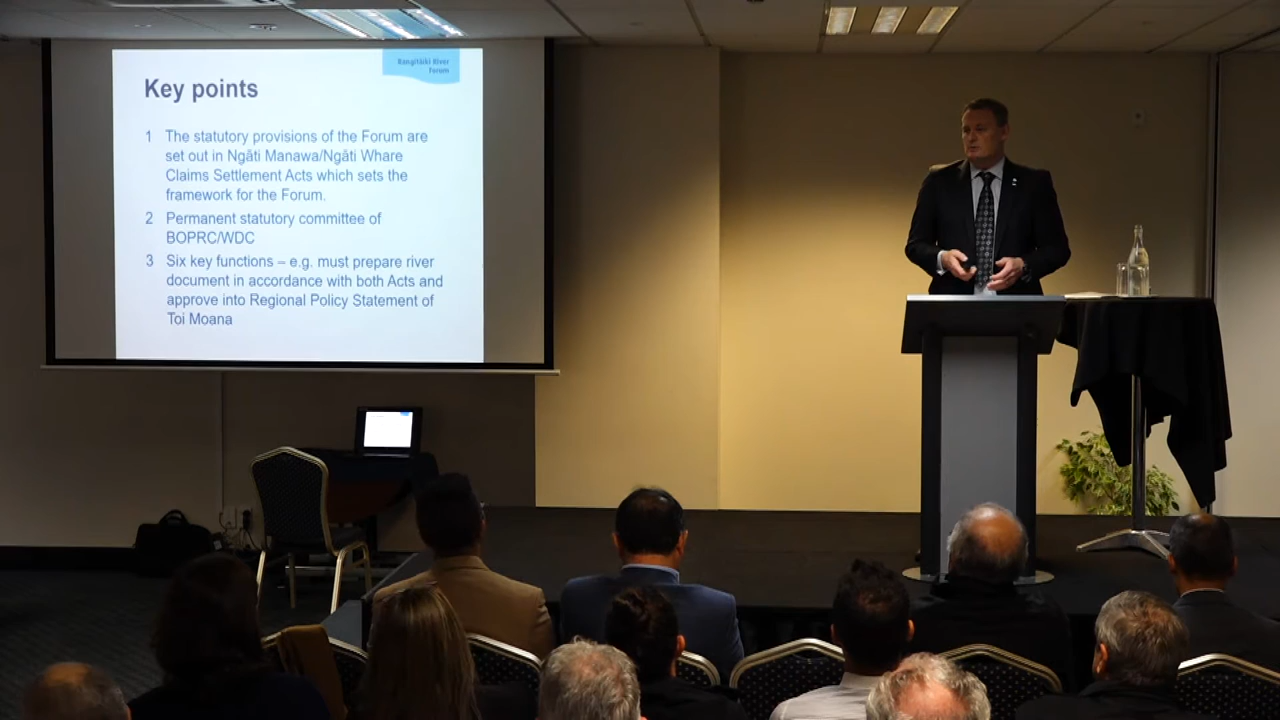 Rangitāiki River
Forum
Key points
1 The statutory provisions of the Forum are
set out in Ngāti Manawa/Ngāti Whare
Claims Settlement Acts which sets the
framework for the Forum.
2 Permanent statutory committee of
BOPRC/WDC
3 Six key functions – e.g. must prepare river
document in accordance with both Acts and
approve into Regional Policy Statement of
Toi Moana